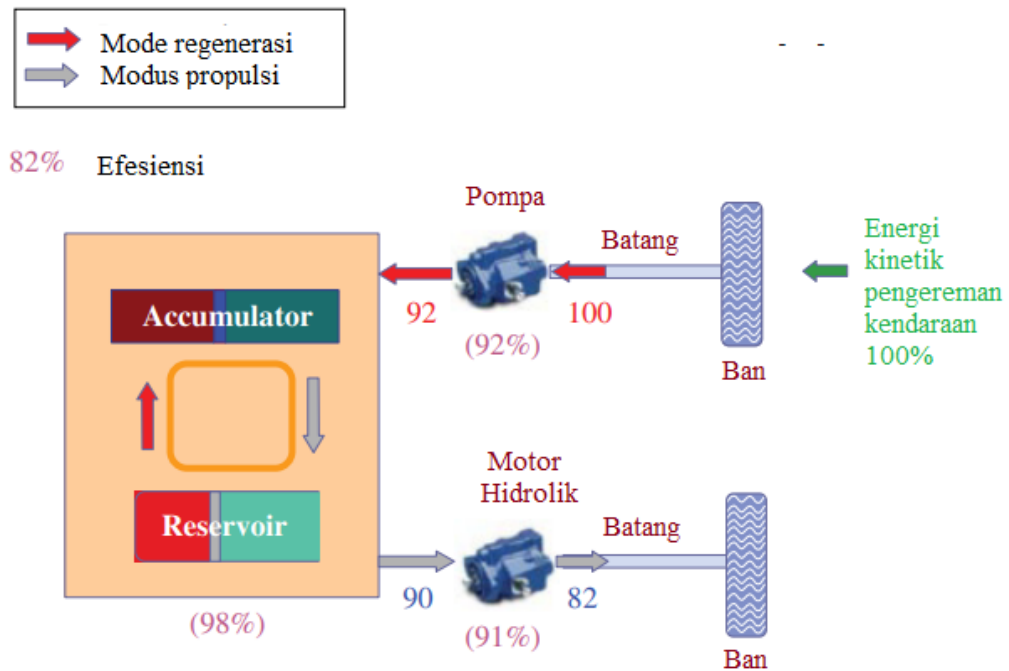 Mode regenerasi
Modus propulsi
- -
82% Efesiensi
Pompa
Batang
Energi
kinetik
pengereman
kendaraan
100%
Accumulator
92
100
(92%)
Ban
Motor
Hidrolik
Reservoir
Batang
90
82
(98%)
(91%)
Ban